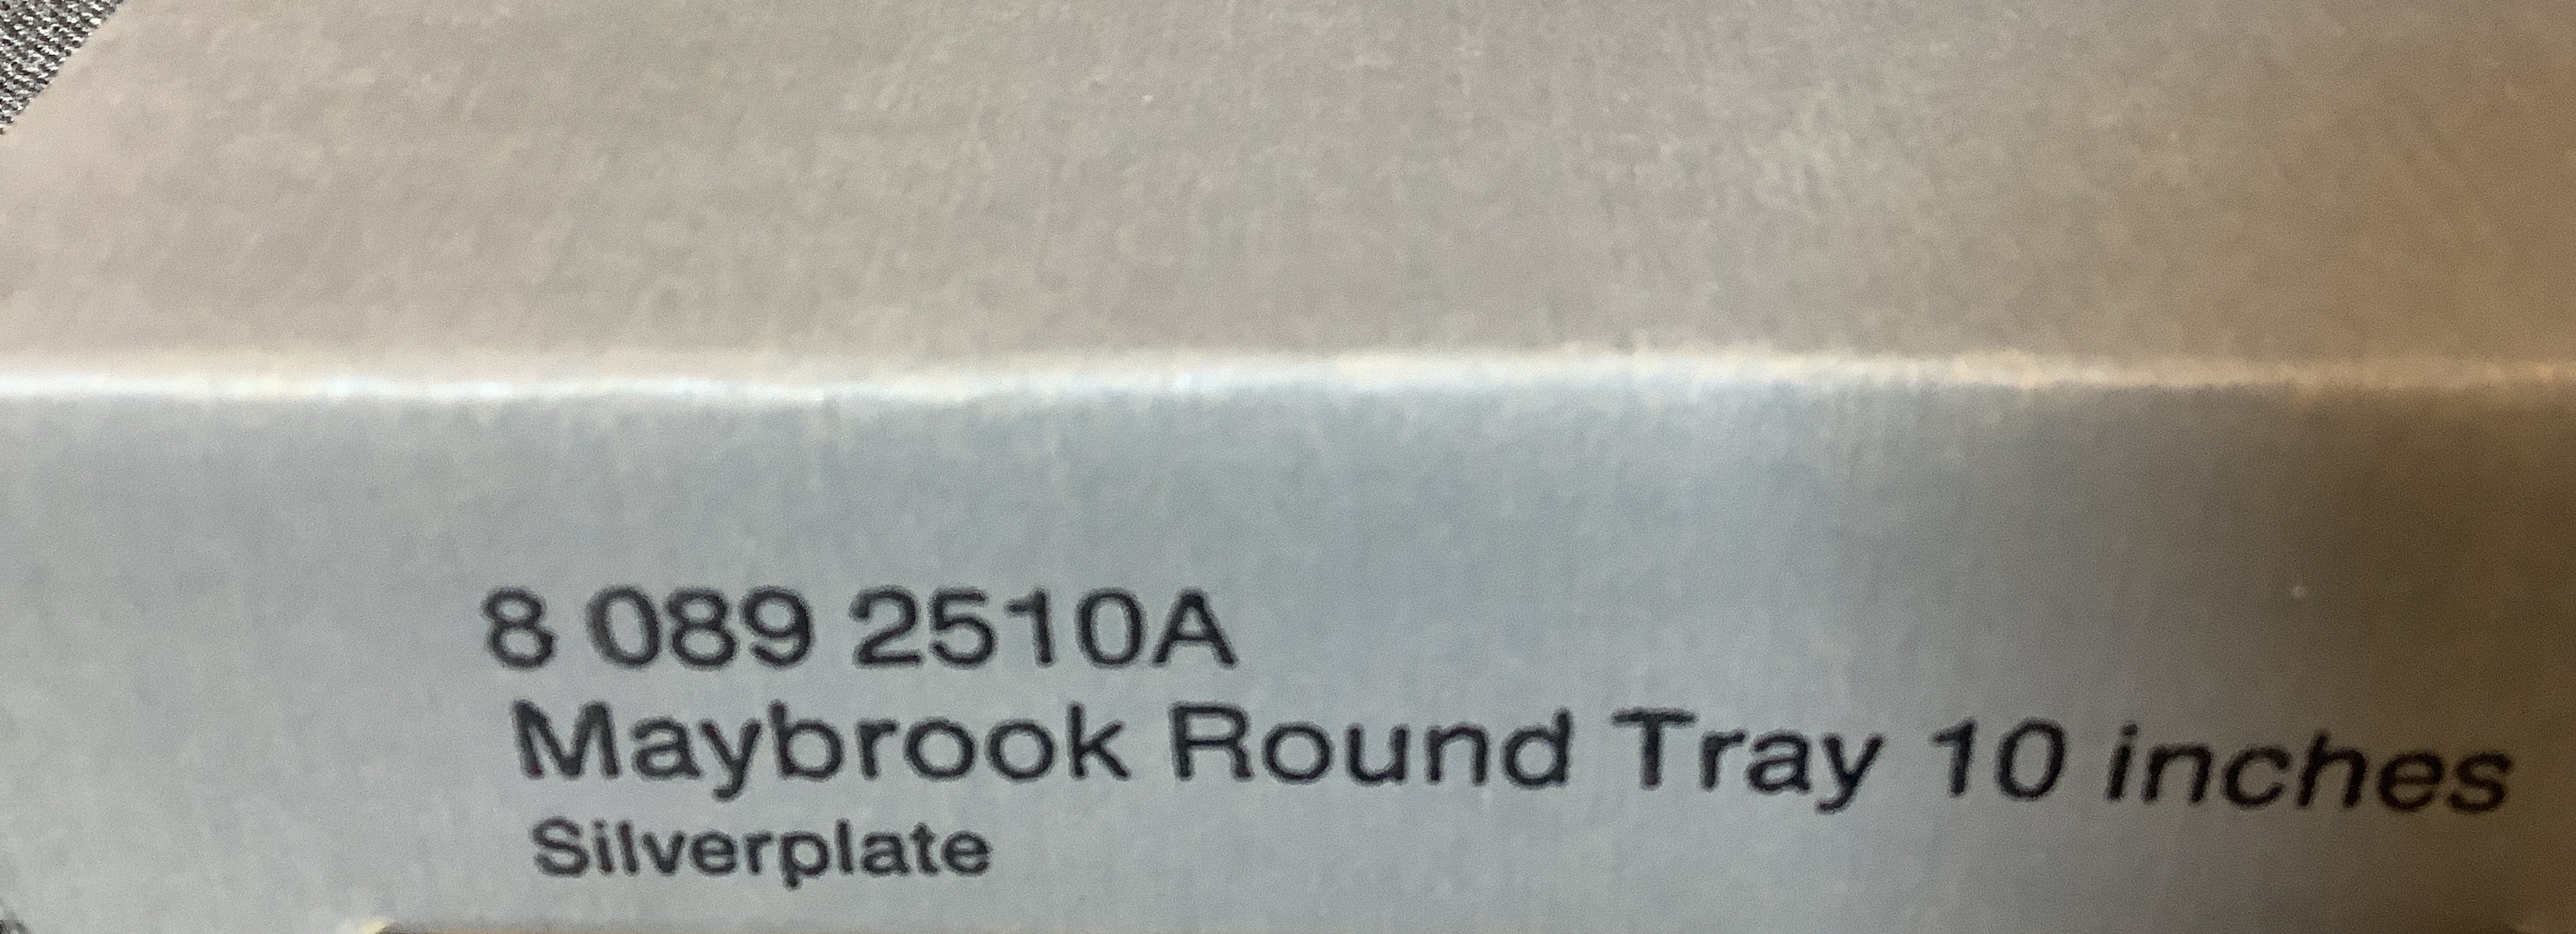 8 089 2510A
Maybrook Round Tray 10 inches
Silverplate